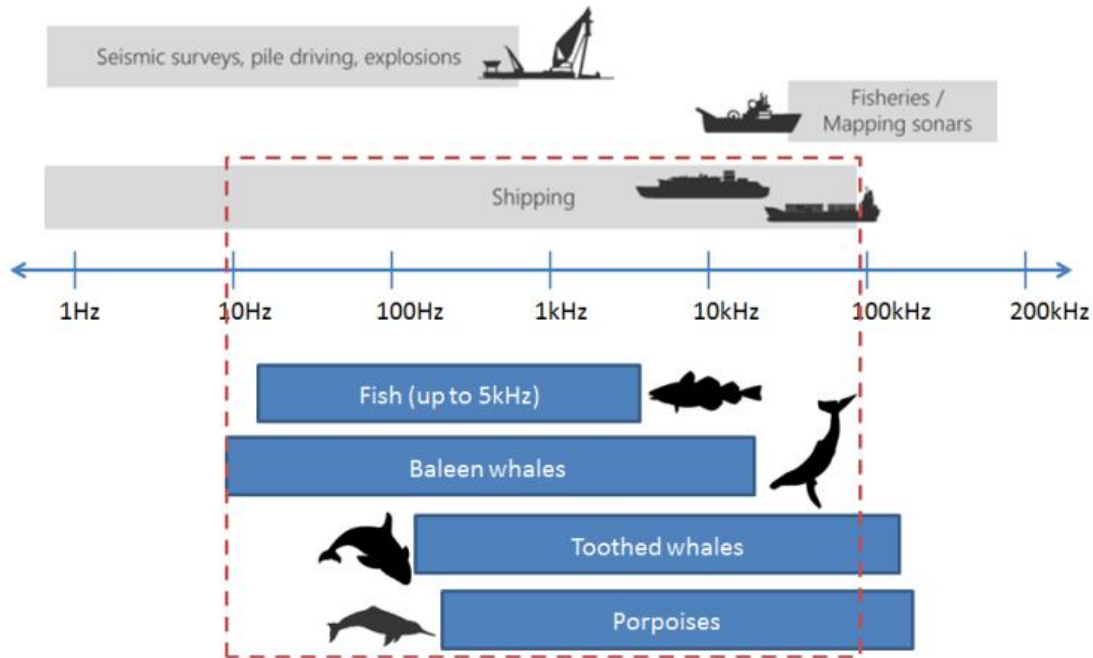 Seismic surveys, pile driving, explosions
Fisheries /
Mapping sonars
Shipping
1Hz 10Hz 100Hz 1kHz 10kHz 100kHz 200kHz
Fish (up to 5kHz)
Baleen whales
Toothed whales
Porpoises